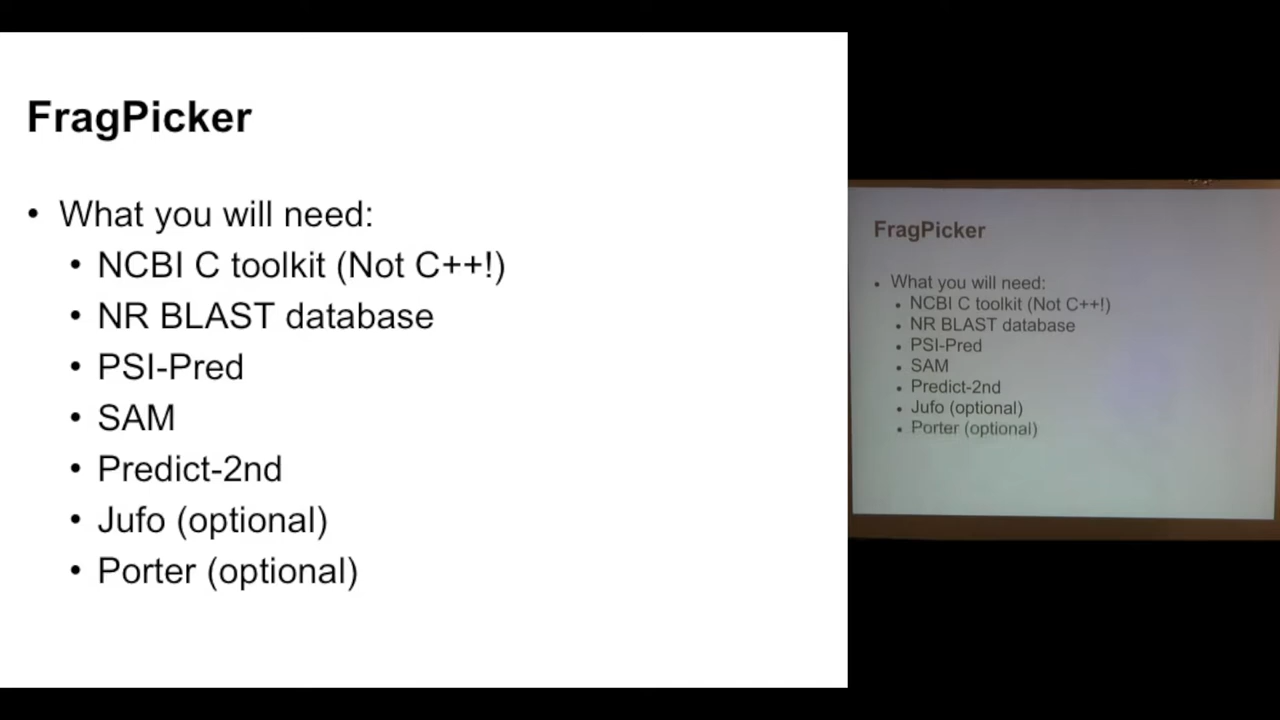 FragPicker
• What you will need:
• NCBI C toolkit (Not C++!)
• NR BLAST database
• PSI-Pred
• SAM
• Predict-2nd
• Jufo (optional)
• Porter (optional)
FragPicker
• What you will need:
• NCBI C toolkit (Not C++!)
• NR BLAST database
• PSI-Pred
• SAM
• Predict-2nd
• Jufo (optional)
• Porter (optional)